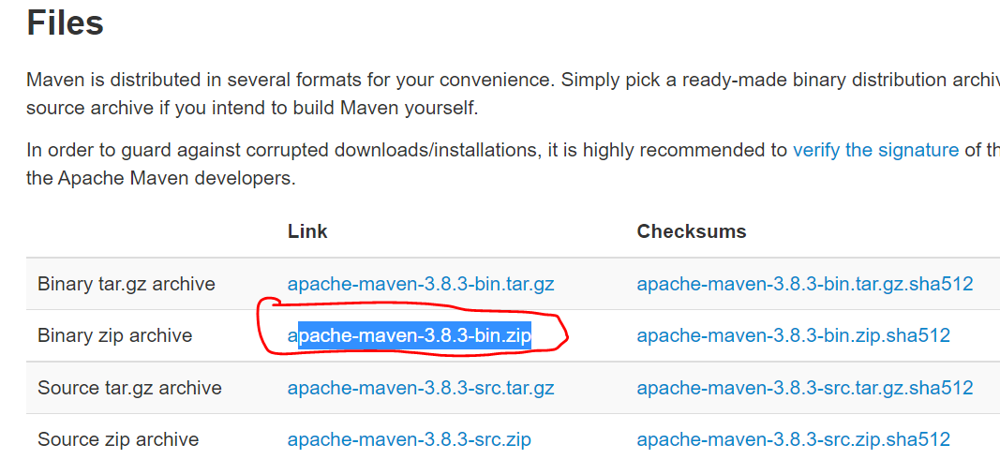 Files
Maven is distributed in several formats for your convenience. Simply pick a ready-made binary distribution archiv
source archive if you intend to build Maven yourself.
In order to guard against corrupted downloads/installations, it is highly recommended to verify the signature of th
the Apache Maven developers.
Link Checksums
Binary tar.gz archive apache-maven-3.8.3-bin.tar.gz apache-maven-3.8.3-bin.tar.gz.sha512
Binary zip archive apache-maven-3.8.3-bin.zip apache-maven-3.8.3-bin.zip.sha512
Source tar.gz archive apache-maven-3.8.3-src.tar.gz apache-maven-3.8.3-src.tar.gz.sha512
Source zip archive apache-maven-3.8.3-src.zip apache-maven-3.8.3-src.zip.sha512